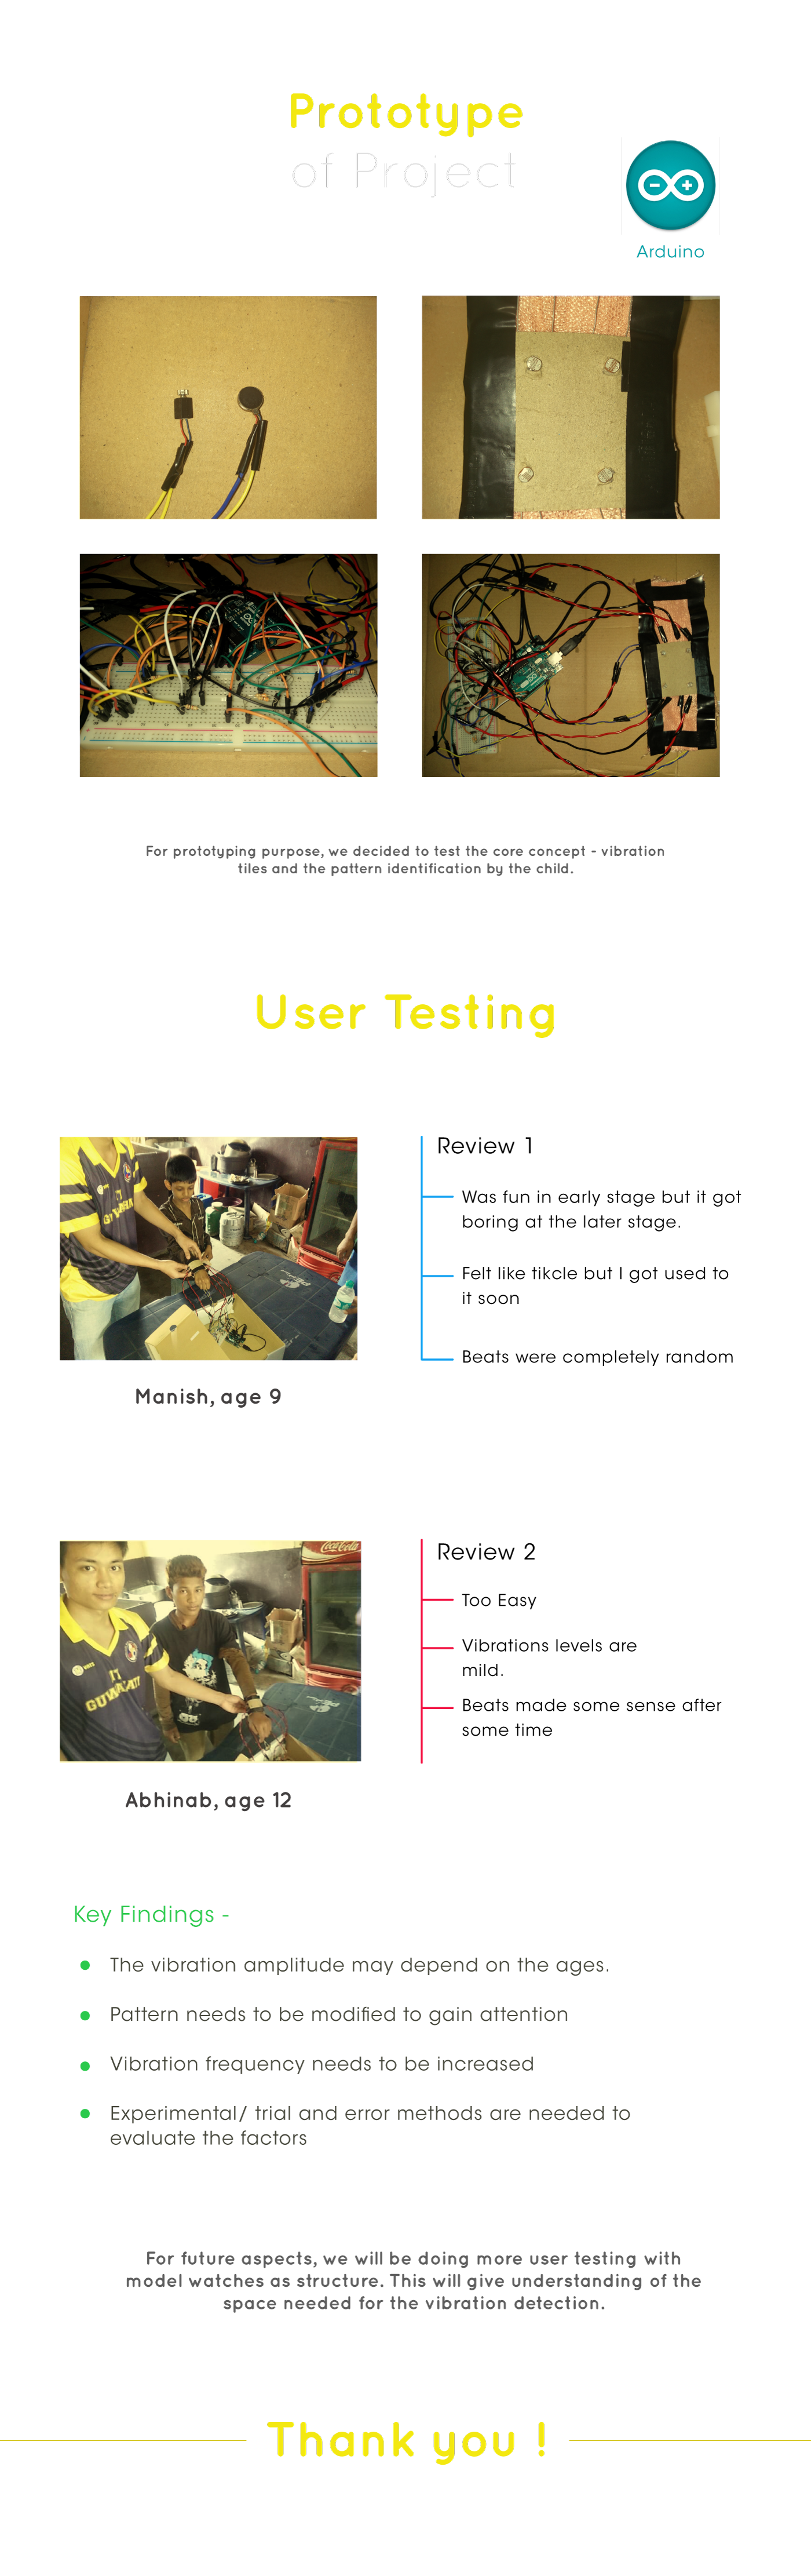 Prototype
of Project
Arduino
For prototyping purpose, we decided to test the core concept - vibration
tiles and the pattern identification by the child.
User Testing
Review 1
Was fun in early stage but it got
boring at the later stage.
Felt like tikcle but I got used to
it soon
Beats were completely random
Manish, age 9
Coca-Cola
IT
GUWAHATI
Review 2
Too Easy
Vibrations levels are
mild.
Beats made some sense after
some time
Abhinab, age 12
Key Findings -
The vibration amplitude may depend on the ages.
Pattern needs to be modified to gain attention
Vibration frequency needs to be increased
Experimental/ trial and error methods are needed to
evaluate the factors
For future aspects, we will be doing more user testing with
model watches as structure. This will give understanding of the
space needed for the vibration detection.
Thank you !